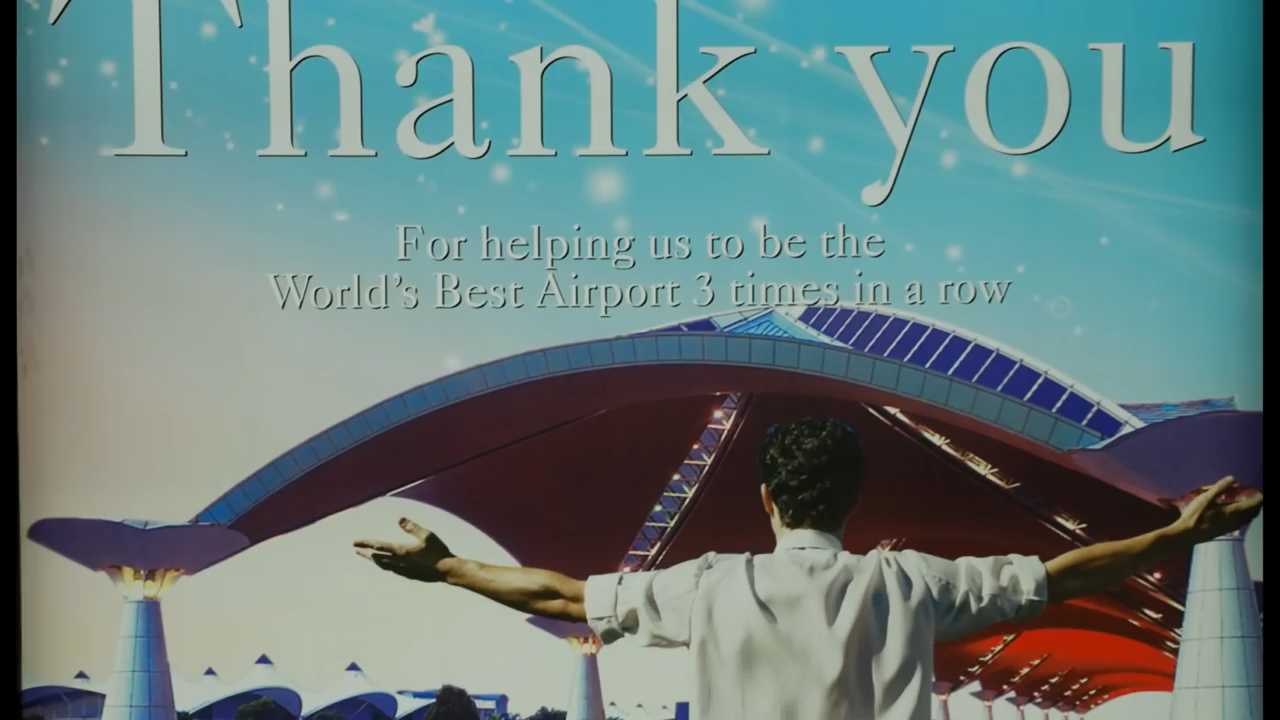 Thank you
For helping us to be the
World's Best Airport 3 times in a row